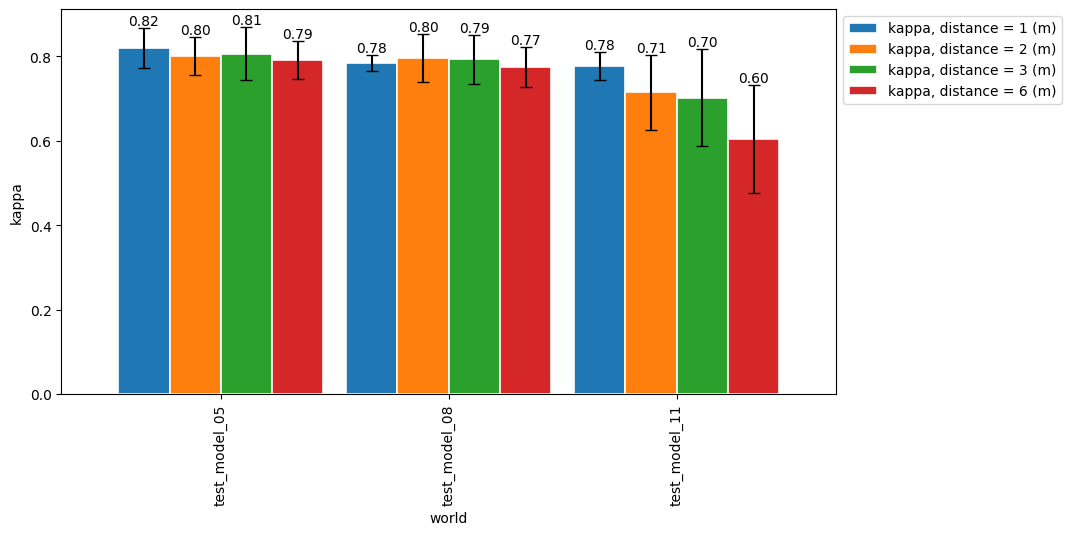 0.82
0.80
0.81
0.79
0.78
0.80
0.79
0.77
0.78
0.71
0.70
0.60
kappa, distance = 1 (m)
kappa, distance = 2 (m)
kappa, distance = 3 (m)
kappa, distance = 6 (m)
0.8
0.6
0.4
0.2
0.0
kappa
test_model_05
test_model_08
test_model_11
world